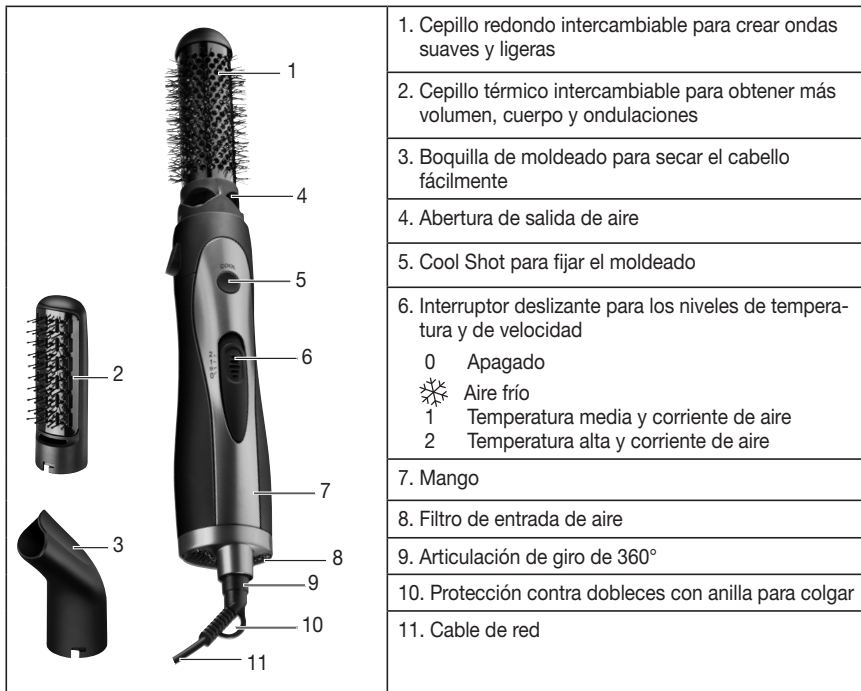 1
4
COOL
5
6
2
7
3
8
9
10
11
1. Cepillo redondo intercambiable para crear ondas
suaves y ligeras
2. Cepillo térmico intercambiable para obtener más
volumen, cuerpo y ondulaciones
3. Boquilla de moldeado para secar el cabello
fácilmente
4. Abertura de salida de aire
5. Cool Shot para fijar el moldeado
6. Interruptor deslizante para los niveles de tempera-
tura y de velocidad
0 Apagado
Aire frío
1 Temperatura media y corriente de aire
2 Temperatura alta y corriente de aire
7. Mango
8. Filtro de entrada de aire
9. Articulación de giro de 360°
10. Protección contra dobleces con anilla para colgar
11. Cable de red